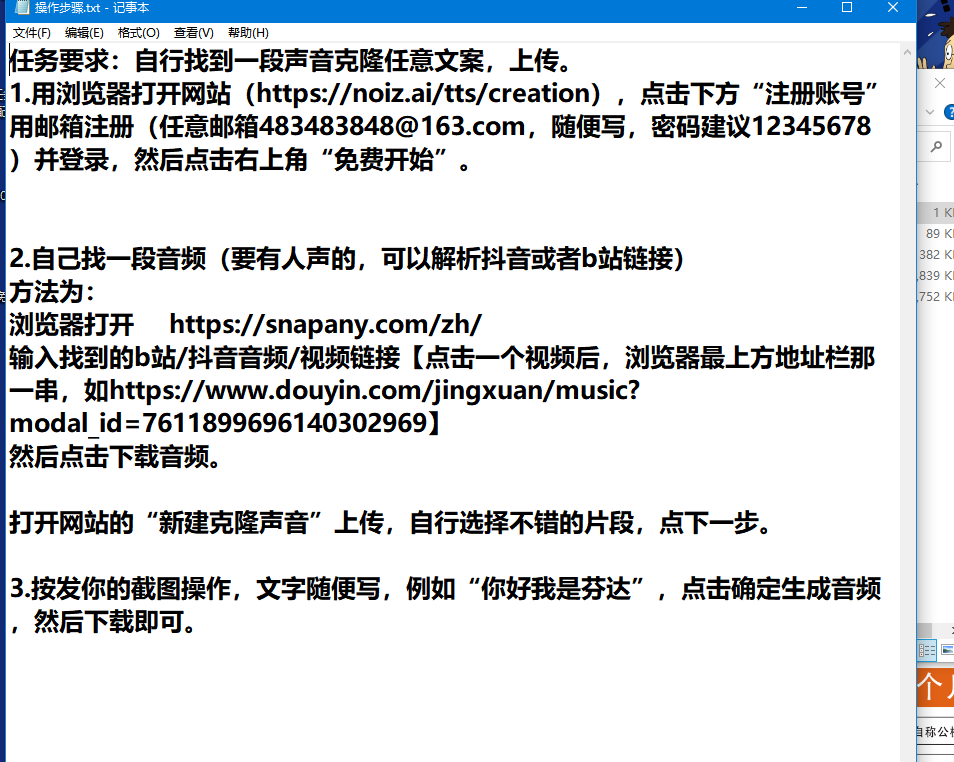 操作步骤.txt - 记事本
文件(F) 编辑(E) 格式(O) 查看(V) 帮助(H)
任务要求：自行找到一段声音克隆任意文案，上传。
1.用浏览器打开网站（https://noiz.ai/tts/creation），点击下方“注册账号”
用邮箱注册（任意邮箱483483848@163.com，随便写，密码建议12345678
）并登录，然后点击右上角“免费开始”。
2.自己找一段音频（要有人声的，可以解析抖音或者b站链接）
方法为：
浏览器打开 https://snapany.com/zh/
输入找到的b站/抖音音频/视频链接【点击一个视频后，浏览器最上方地址栏那
一串，如https://www.douyin.com/jingxuan/music?
modal_id=7611899696140302969】
然后点击下载音频。
打开网站的“新建克隆声音”上传，自行选择不错的片段，点下一步。
3.按发你的截图操作，文字随便写，例如“你好我是芬达”，点击确定生成音频
，然后下载即可。
1 K
89 K
382 K
,839 K
,752 K
个
自称公